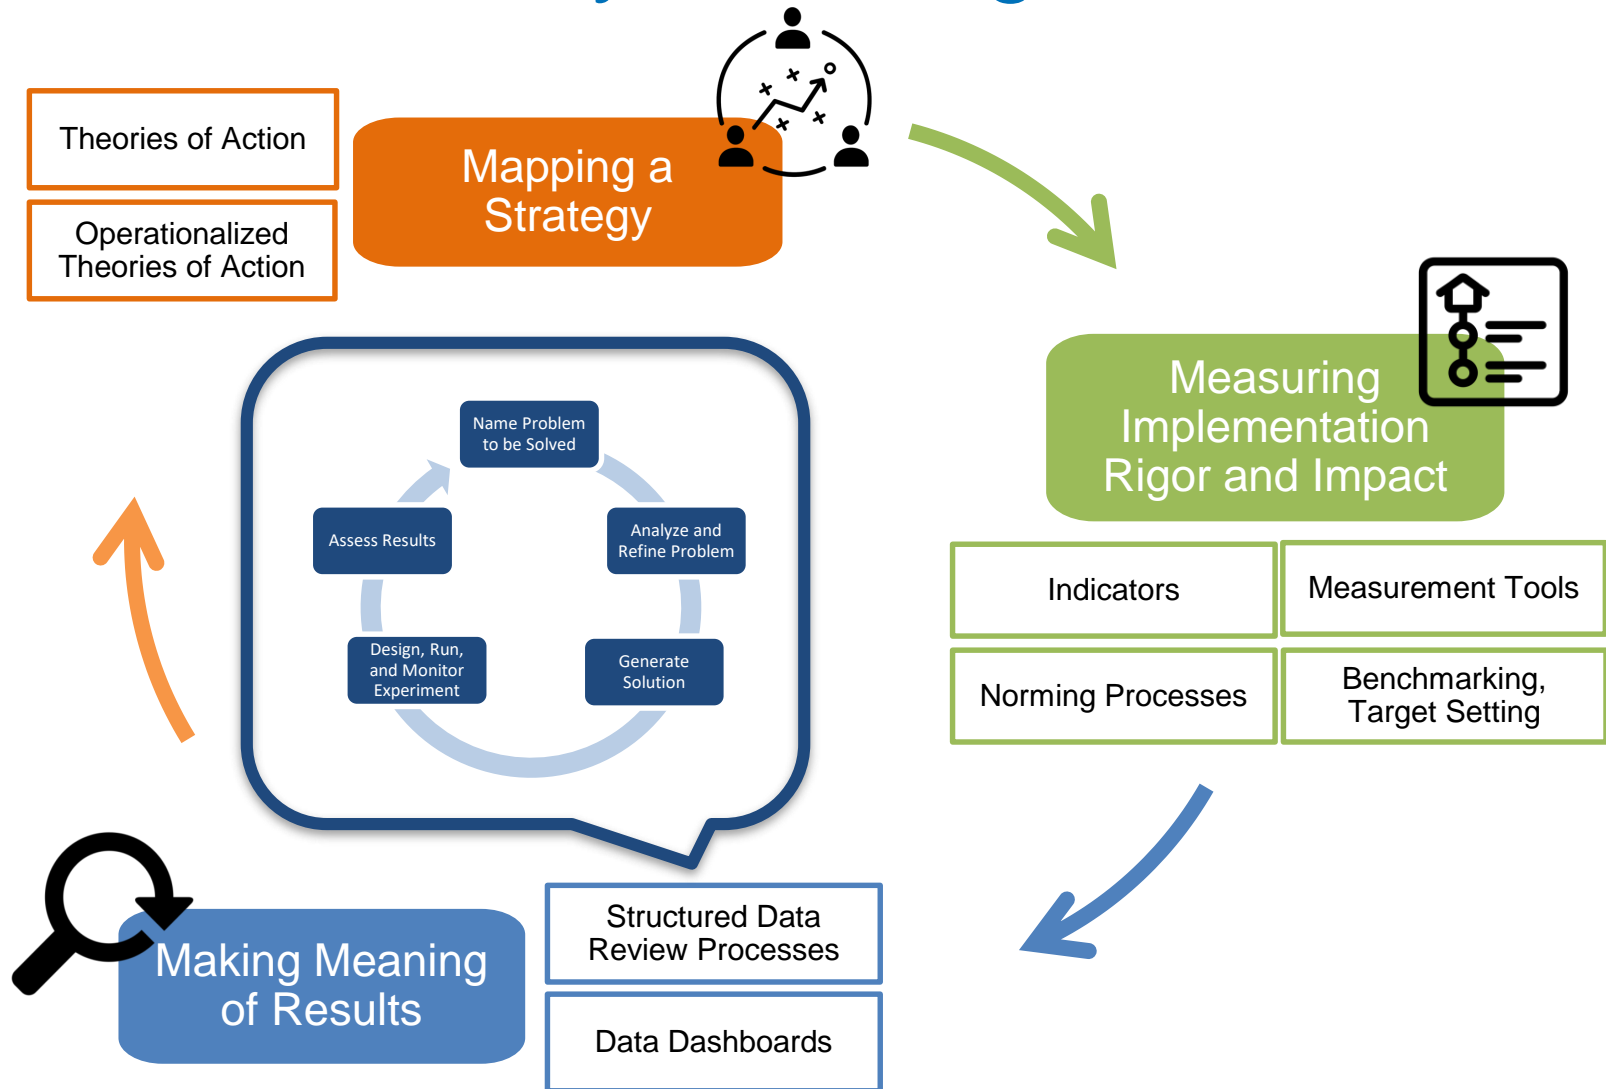 Theories of Action
Operationalized
Theories of Action
Mapping a
Strategy
Measuring
Implementation
Rigor and Impact
Indicators
Measurement Tools
Norming Processes
Benchmarking,
Target Setting
Name Problem
to be Solved
Analyze and
Refine Problem
Generate
Solution
Design, Run,
and Monitor
Experiment
Assess Results
Structured Data
Review Processes
Data Dashboards
Making Meaning
of Results